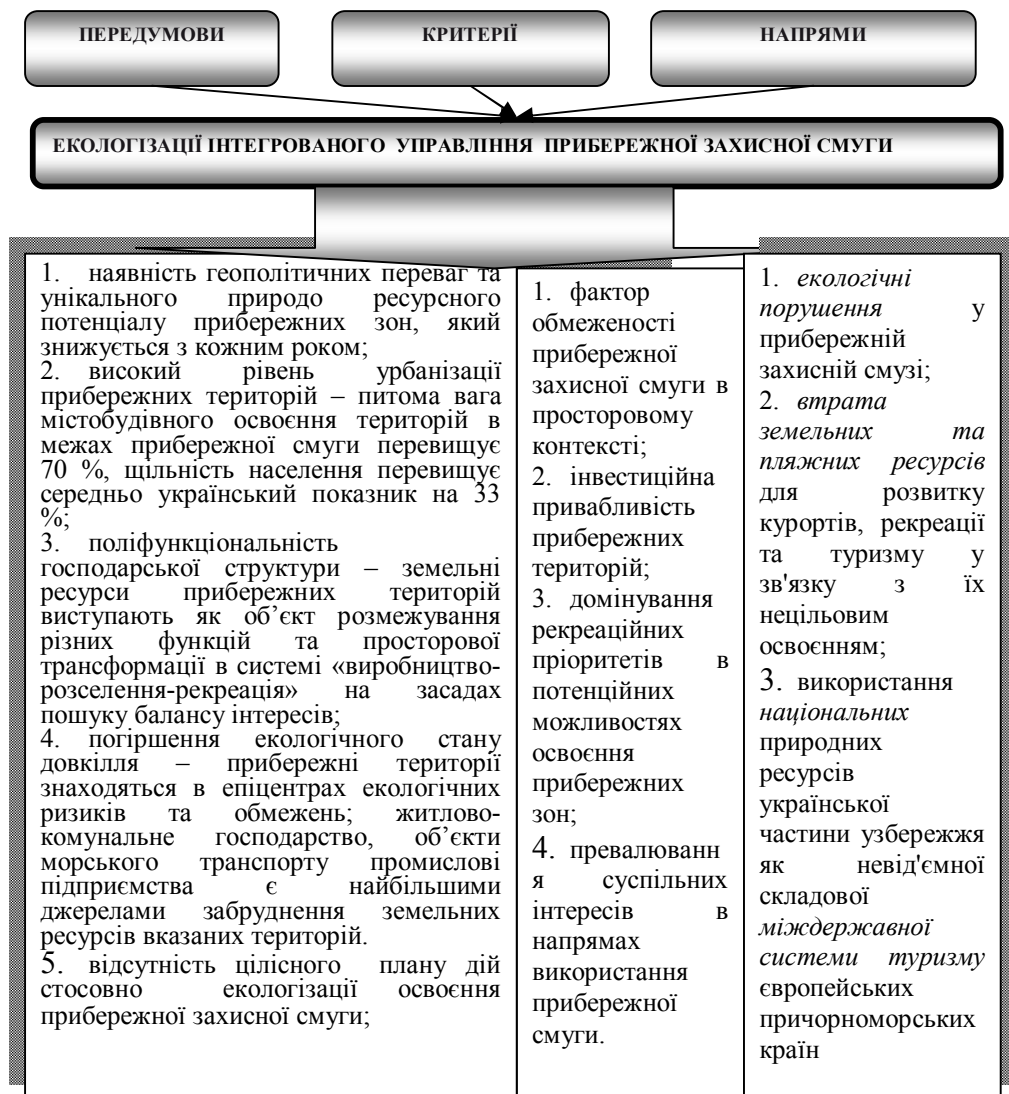 ПЕРЕДУМОВИ
КРИТЕРІЇ
НАПРЯМИ
ЕКОЛОГІЗАЦІЇ ІНТЕГРОВАНОГО УПРАВЛІННЯ ПРИБЕРЕЖНОЇ ЗАХИСНОЇ СМУГИ
1. наявність геополітичних переваг та
унікального природо ресурсного
потенціалу прибережних зон, який
знижується з кожним роком;
2. високий рівень урбанізації
прибережних територій – питома вага
містобудівного освоєння територій в
межах прибережної смуги перевищує
70 %, щільність населення перевищує
середньо український показник на 33
%;
3. поліфункціональність
господарської структури – земельні
ресурси прибережних територій
виступають як об’єкт розмежування
різних функцій та просторової
трансформації в системі «виробництво-
розселення-рекреація» на засадах
пошуку балансу інтересів;
4. погіршення екологічного стану
довкілля – прибережні території
знаходяться в епіцентрах екологічних
ризиків та обмежень; житлово-
комунальне господарство, об’єкти
морського транспорту промислові
підприємства є найбільшими
джерелами забруднення земельних
ресурсів вказаних територій.
5. відсутність цілісного плану дій
стосовно екологізації освоєння
прибережної захисної смуги;
1. фактор
обмеженості
прибережної
захисної смуги в
просторовому
контексті;
2. інвестиційна
привабливість
прибережних
територій;
3. домінування
рекреаційних
пріоритетів в
потенційних
можливостях
освоєння
прибережних
зон;
4. превалюванн
я суспільних
інтересів в
напрямах
використання
прибережної
смуги.
1. екологічні
порушення у
прибережній
захисній смузі;
2. втрата
земельних та
пляжних ресурсів
для розвитку
курортів, рекреації
та туризму у
зв'язку з їх
нецільовим
освоєнням;
3. використання
національних
природних
ресурсів
української
частини узбережжя
як невід'ємної
складової
міждержавної
системи туризму
європейських
причорноморських
країн